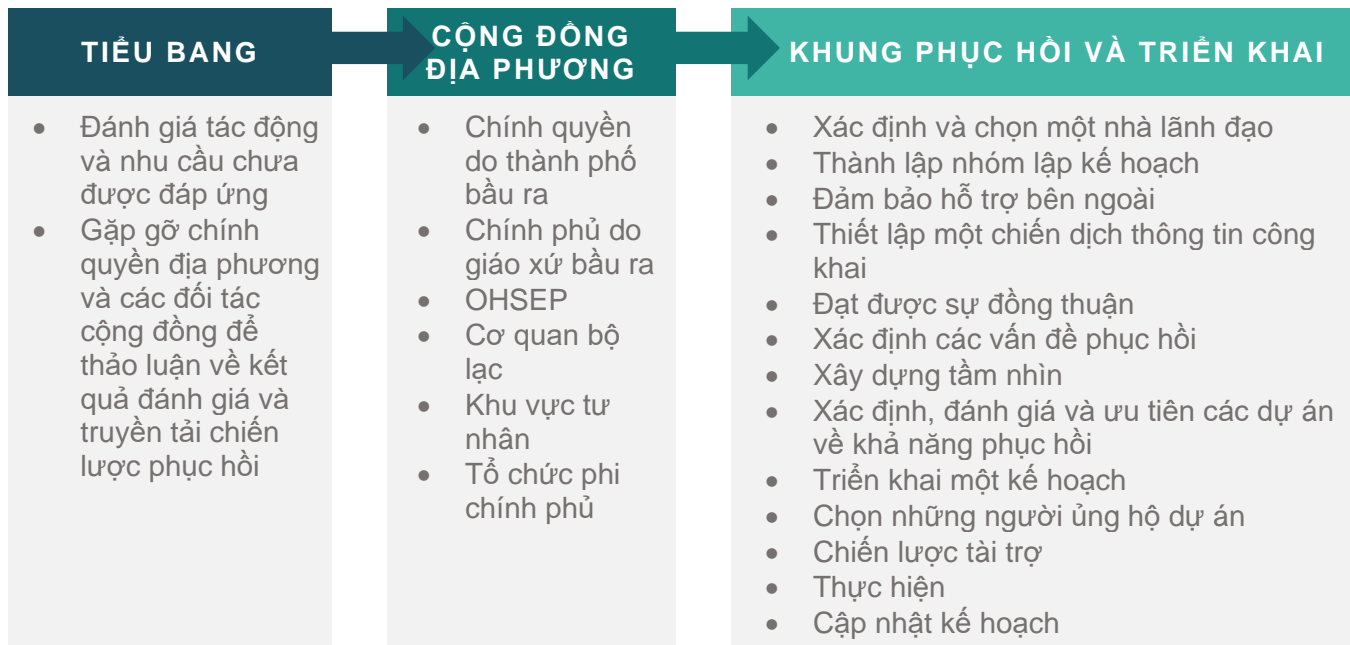 TIỂU BANG
• Đánh giá tác động
và nhu cầu chưa
được đáp ứng
• Gặp gỡ chính
quyền địa phương
và các đối tác
cộng đồng để
thảo luận về kết
quả đánh giá và
truyền tải chiến
lược phục hồi
CỘNG ĐỒNG
ĐỊA PHƯƠNG
• Chính quyền
do thành phố
bầu ra
• Chính phủ do
giáo xứ bầu ra
• OHSEP
• Cơ quan bộ
lạc
• Khu vực tư
nhân
• Tổ chức phi
chính phủ
KHUNG PHỤC HỒI VÀ TRIỂN KHAI
• Xác định và chọn một nhà lãnh đạo
• Thành lập nhóm lập kế hoạch
• Đảm bảo hỗ trợ bên ngoài
• Thiết lập một chiến dịch thông tin công
khai
• Đạt được sự đồng thuận
• Xác định các vấn đề phục hồi
• Xây dựng tầm nhìn
• Xác định, đánh giá và ưu tiên các dự án
về khả năng phục hồi
• Triển khai một kế hoạch
• Chọn những người ủng hộ dự án
• Chiến lược tài trợ
• Thực hiện
• Cập nhật kế hoạch